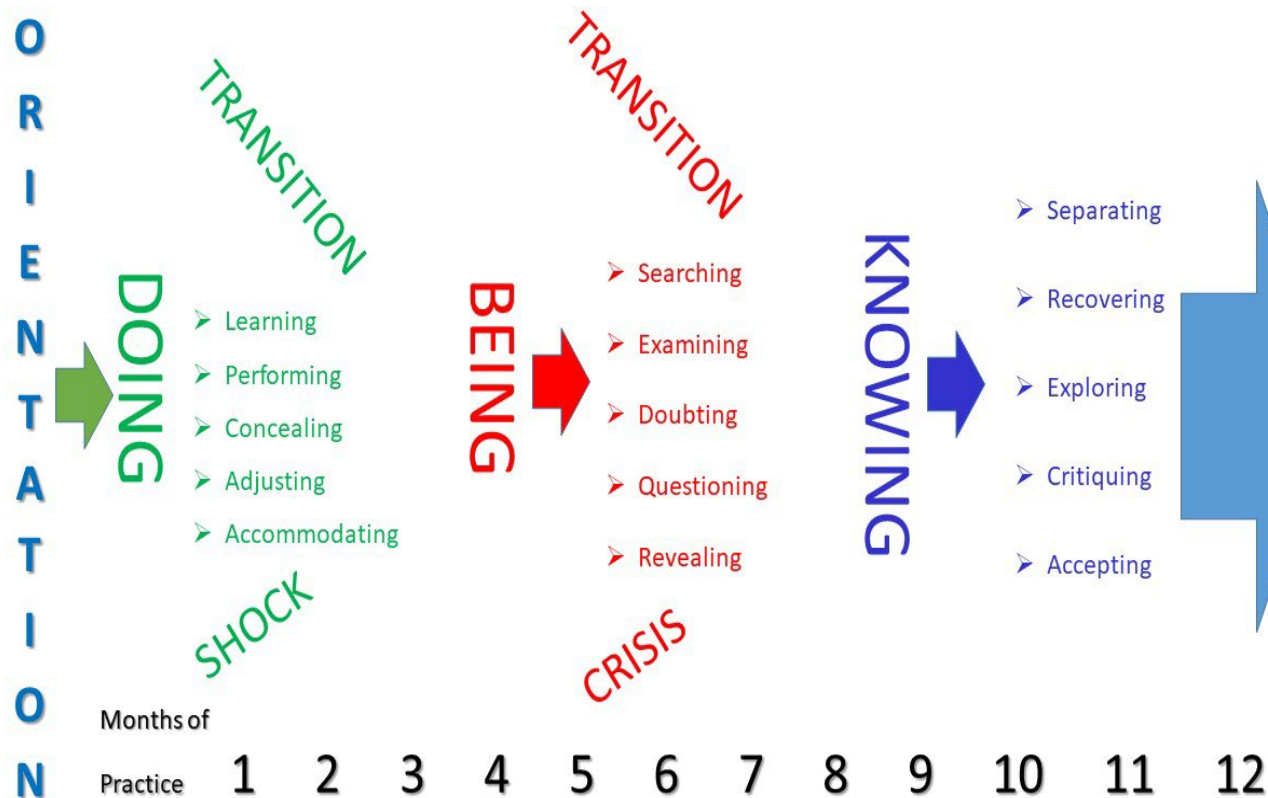 ORIENTATION
DOING
TRANSITION
Learning
Performing
Concealing
Adjusting
Accommodating
SHOCK
BEING
TRANSITION
Searching
Examining
Doubting
Questioning
Revealing
CRISIS
KNOWING
Separating
Recovering
Exploring
Critiquing
Accepting
Months of
Practice 1 2 3 4 5 6 7 8 9 10 11 12